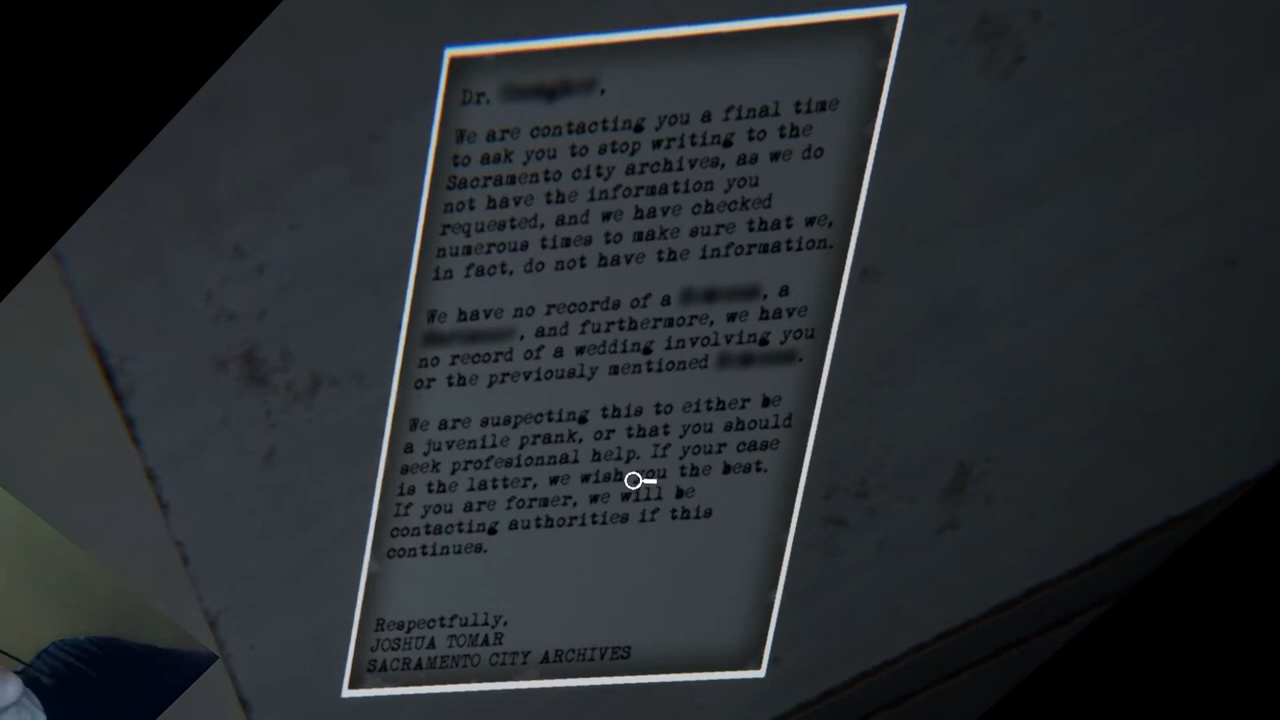 Dr. ,
We are contacting you a final time
to ask you to stop writing to the
Sacramento city archives, as we do
not have the information you
requested, and we have checked
numerous times to make sure that we,
in fact, do not have the information.
We have no records of a , a
, and furthermore, we have
no record of a wedding involving you
or the previously mentioned .
We are suspecting this to either be
a juvenile prank, or that you should
seek profesionnal help. If your case
is the latter, we wish you the best.
If you are former, we will be
contacting authorities if this
continues.
Respectfully,
JOSHUA TOMAR
SACRAMENTO CITY ARCHIVES